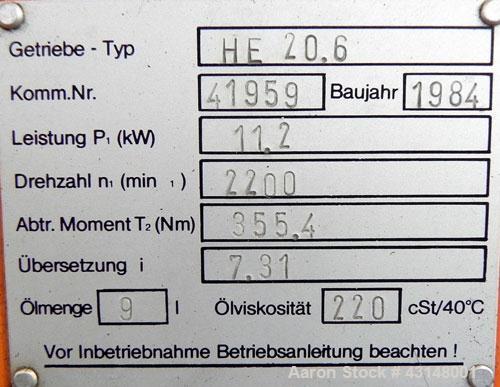 Getriebe - Typ HE 20.6
Komm.Nr. 41959 Baujahr 1984
Leistung P1 (kW) 11,2
Drehzahl n1 (min 1) 2200
Abtr. Moment T2 (Nm) 355.4
Übersetzung i 7.31
Ölmenge 9 l Ölviskosität 220 cSt/40°C
Vor Inbetriebnahme Betriebsanleitung beachten !
Aaron Stock # 43148001